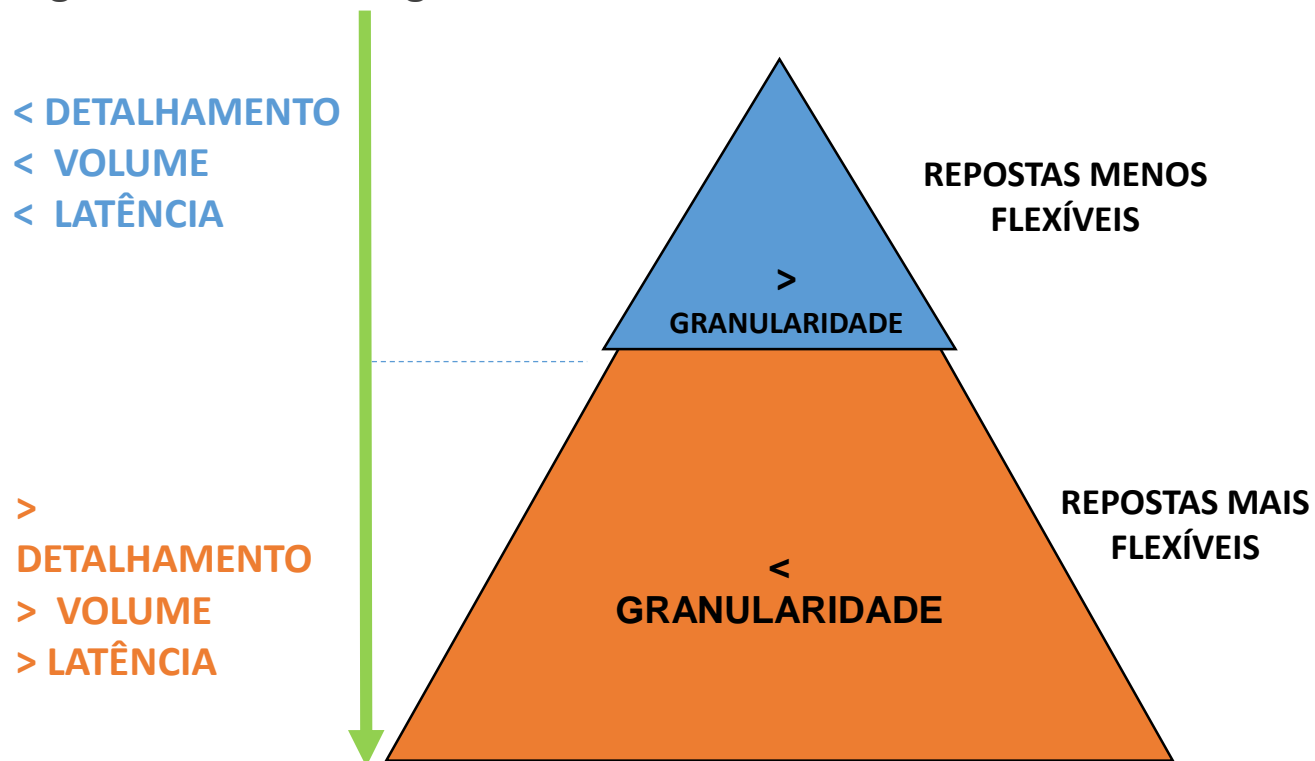 < DETALHAMENTO
< VOLUME
< LATÊNCIA
REPOSTAS MENOS
FLEXÍVEIS
>
GRANULARIDADE
>
DETALHAMENTO
> VOLUME
> LATÊNCIA
<
GRANULARIDADE
REPOSTAS MAIS
FLEXÍVEIS